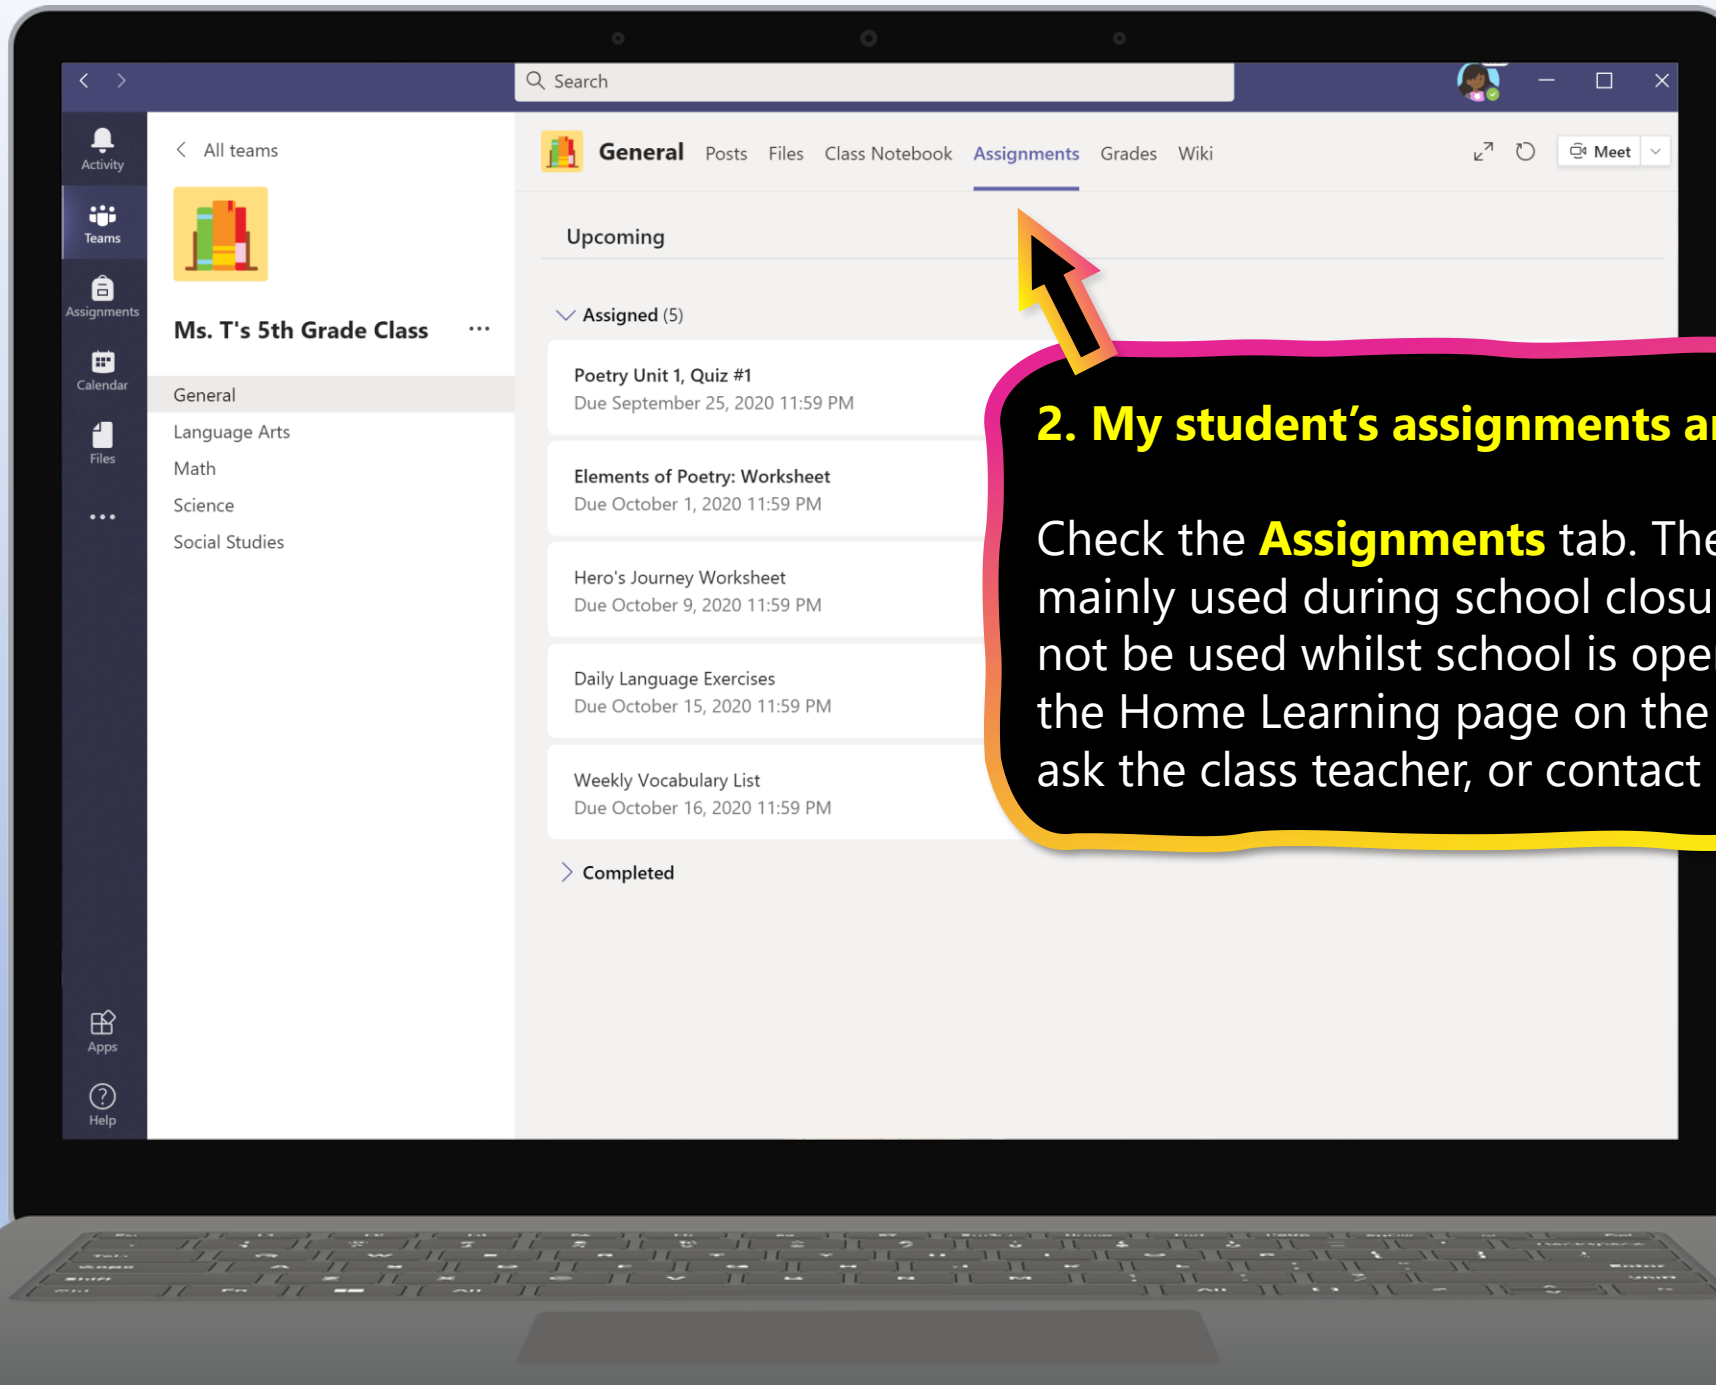 Search
Activity
Teams
Assignments
Calendar
Files
Apps
Help
All teams
Ms. T's 5th Grade Class
General
Language Arts
Math
Science
Social Studies
General Posts Files Class Notebook Assignments Grades Wiki
Meet
Upcoming
Assigned (5)
Poetry Unit 1, Quiz #1
Due September 25, 2020 11:59 PM
Elements of Poetry: Worksheet
Due October 1, 2020 11:59 PM
Hero's Journey Worksheet
Due October 9, 2020 11:59 PM
Daily Language Exercises
Due October 15, 2020 11:59 PM
Weekly Vocabulary List
Due October 16, 2020 11:59 PM
Completed
2. My student’s assignments
Check the Assignments tab.
mainly used during school
not be used whilst school is
the Home Learning page on the
ask the class teacher, or contact